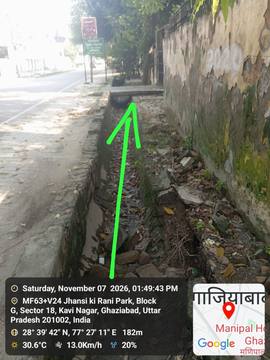 गाज़ियाबाद
Saturday, November 07 2026, 01:49:43 PM
MF63+V24 Jhansi ki Rani Park, Block
G, Sector 18, Kavi Nagar, Ghaziabad, Uttar
Pradesh 201002, India
28° 39' 42" N, 77° 27' 11" E 182m
30.6°C 13.0Km/h 20%
Manipal Ho
Google